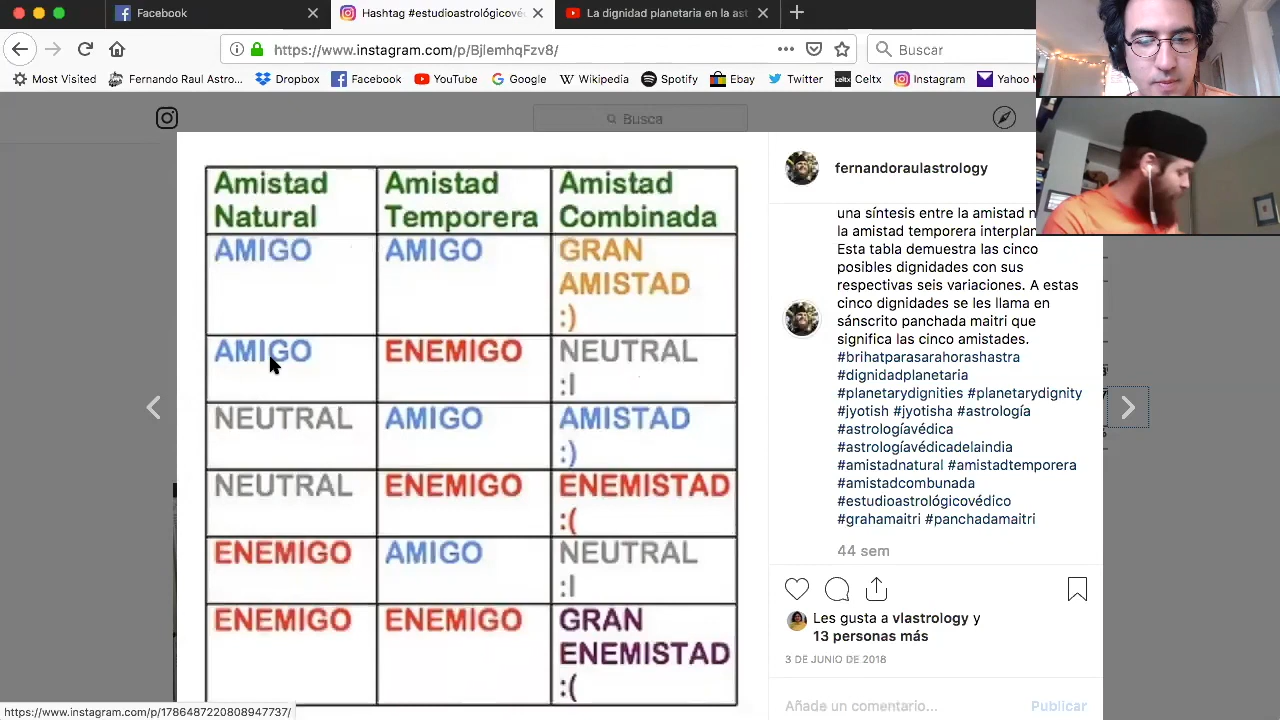 Facebook
Hashtag #estudioastrológicové
La dignidad planetaria en la ast
https://www.instagram.com/p/BjlemhqFzv8/
Buscar
Most Visited
Fernando Raul Astro...
Dropbox
Facebook
YouTube
Google
Wikipedia
Spotify
Ebay
Twitter
Celtx
Instagram
Yahoo
Busca
Amistad Natural
Amistad Temporera
Amistad Combinada
AMIGO
AMIGO
GRAN AMISTAD :)
AMIGO
ENEMIGO
NEUTRAL :|
NEUTRAL
AMIGO
AMISTAD :)
NEUTRAL
ENEMIGO
ENEMISTAD :(
ENEMIGO
AMIGO
NEUTRAL :|
ENEMIGO
ENEMIGO
GRAN ENEMISTAD :(
fernandoraulastrology
una síntesis entre la amistad
la amistad temporera
Esta tabla demuestra las cinco
posibles dignidades con sus
respectivas seis variaciones. A estas
cinco dignidades se les llama en
sánscrito panchada maitri que
significa las cinco amistades.
#brihatparasarahorashastra
#dignidadplanetaria
#planetarydignities #planetarydignity
#jyotish #jyotisha #astrología
#astrologíavédica
#astrologíavédicadelaindia
#amistadnatural #amistadtemporera
#amistadcombunada
#estudioastrológicovédico
#grahamaitri #panchadamaitri
44 sem
Les gusta a vlastrology y
13 personas más
3 DE JUNIO DE 2018
Añade un comentario...
Publicar
https://www.instagram.com/p/1786487220808947737/